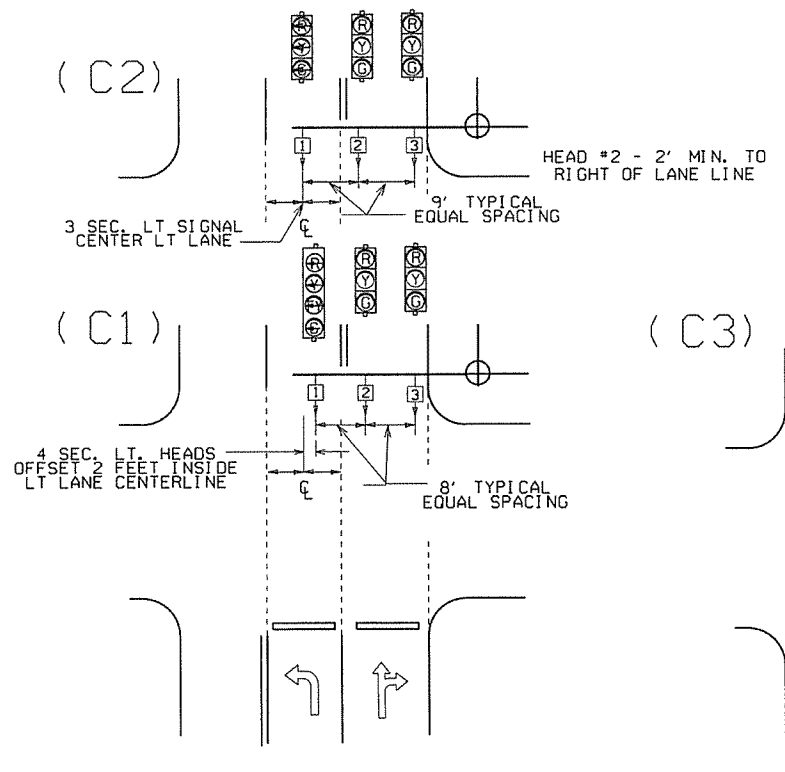 R R R
Y Y Y
G G G
(C2)
1 2 3
HEAD #2 - 2' MIN. TO
RIGHT OF LANE LINE
9' TYPICAL
EQUAL SPACING
3 SEC. LT SIGNAL
CENTER LT LANE
CL
R R R
Y Y Y
FY G G
G
(C1)
(C3)
1 2 3
4 SEC. LT. HEADS
OFFSET 2 FEET INSIDE
LT LANE CENTERLINE
CL
8' TYPICAL
EQUAL SPACING